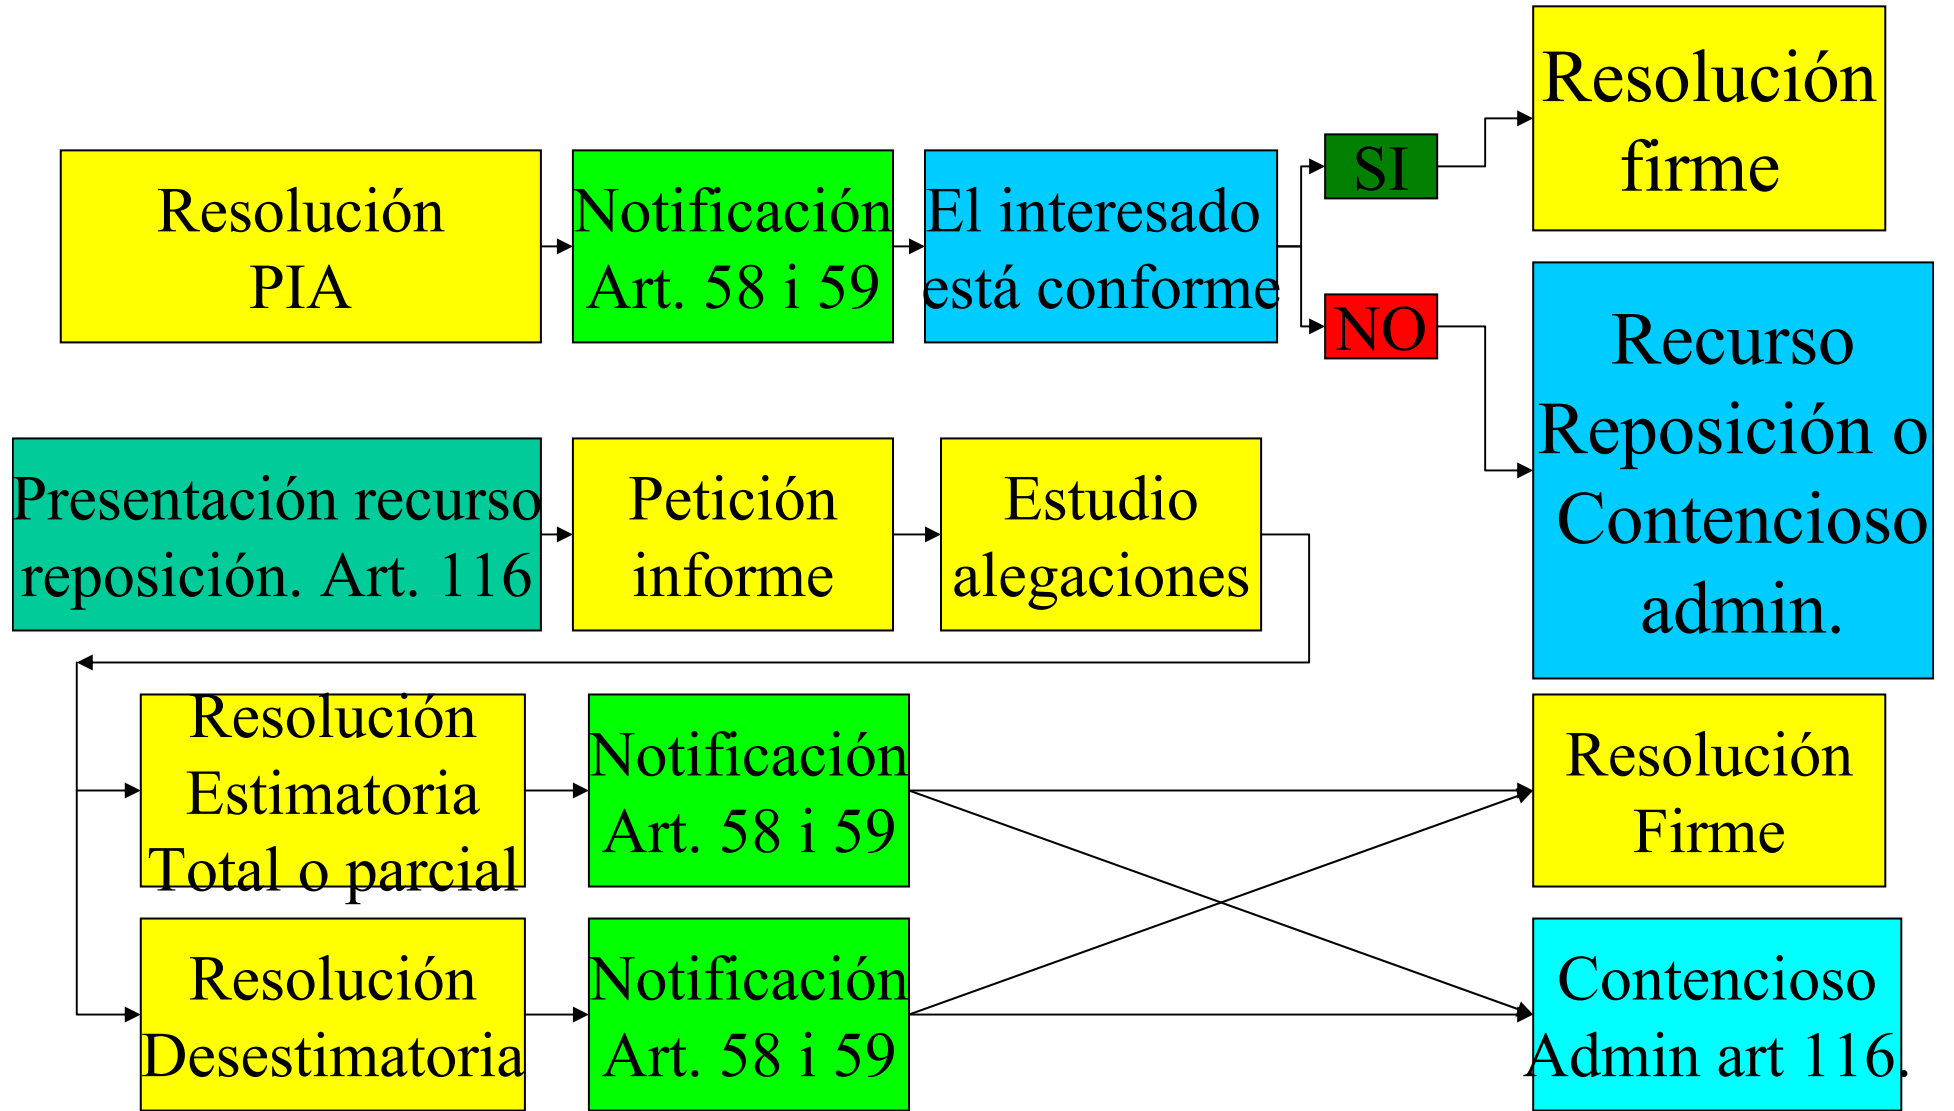 Resolución
PIA
Notificación
Art. 58 i 59
El interesado
está conforme
SI
NO
Resolución
firme
Recurso
Reposición o
Contencioso
admin.
Presentación recurso
reposición. Art. 116
Petición
informe
Estudio
alegaciones
Resolución
Estimatoria
Total o parcial
Notificación
Art. 58 i 59
Resolución
Firme
Resolución
Desestimatoria
Notificación
Art. 58 i 59
Contencioso
Admin art 116.